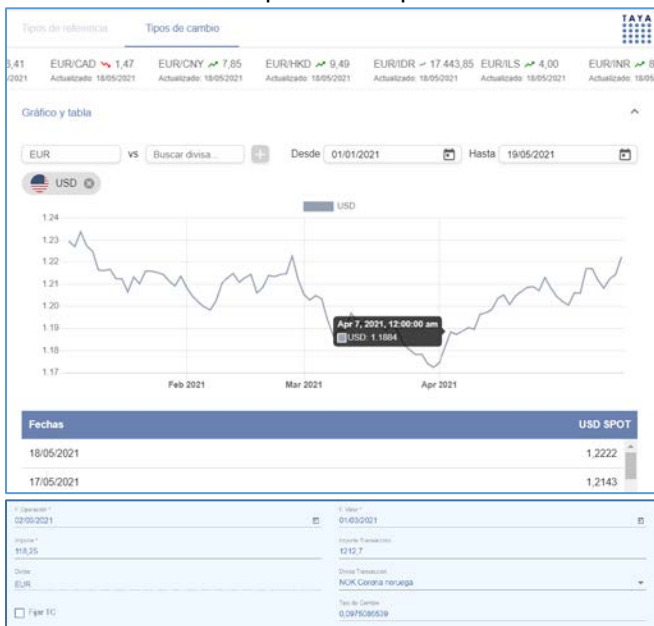 Tipos de referencia Tipos de cambio TAYA
6,41 EUR/CAD 1,47 EUR/CNY 7,85 EUR/HKD 9,49 EUR/IDR 17.443,85 EUR/ILS 4,00 EUR/INR 8
/2021 Actualizado: 18/05/2021 Actualizado: 18/05/2021 Actualizado: 18/05/2021 Actualizado: 18/05/2021 Actualizado: 18/05/2021 Actualizado: 18/05
Gráfico y tabla
EUR vs Buscar divisa... + Desde 01/01/2021 Hasta 19/05/2021
USD
USD
1.24
1.23
1.22
1.21
1.20
1.19
1.18
1.17
Apr 7, 2021, 12:00:00 am
USD: 1.1884
Feb 2021 Mar 2021 Apr 2021
Fechas USD SPOT
18/05/2021 1,2222
17/05/2021 1,2143
F. Operación * F. Valor *
02/03/2021 01/03/2021
Importe * Importe Transacción
118,25 1212,7
Divisa Divisa Transacción
EUR NOK Corona noruega
Fijar TC Tipo de Cambio
0,0975086539